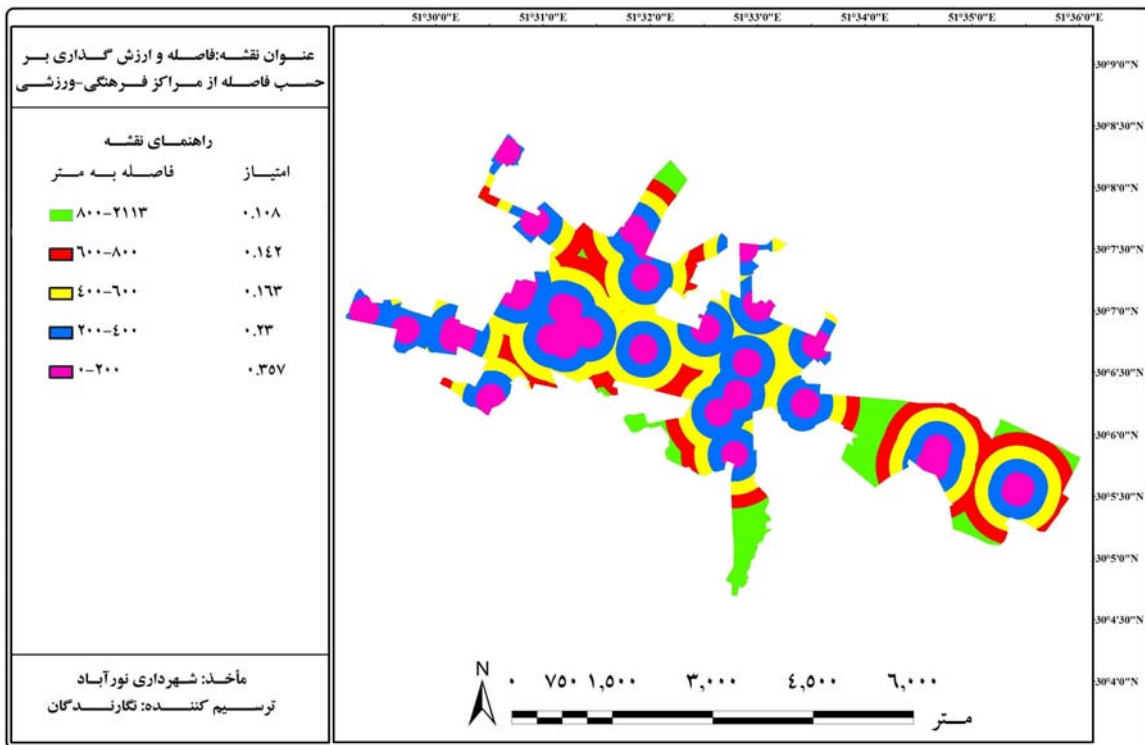 عنوان نقشه:فاصله و ارزش گذاری بر
حسب فاصله از مراکز فرهنگی-ورزشی
راهنمای نقشه
فاصله به متر امتیاز
۸۰۰-۲۱۱۳ ۰.۱۰۸
۶۰۰-۸۰۰ ۰.۱۴۲
٤۰۰-۶۰۰ ۰.۱۶۳
۲۰۰-٤۰۰ ۰.۲۳
۰-۲۰۰ ۰.۳۵۷
مأخذ: شهرداری نورآباد
ترسیم کننده: نگارندگان
51°30'0"E 51°31'0"E 51°32'0"E 51°33'0"E 51°34'0"E 51°35'0"E 51°36'0"E
30°9'0"N
30°8'30"N
30°8'0"N
30°7'30"N
30°7'0"N
30°6'30"N
30°6'0"N
30°5'30"N
30°5'0"N
30°4'30"N
30°4'0"N
N
۰ ۷۵۰ ۱,۵۰۰ ۳,۰۰۰ ٤,۵۰۰ ۶,۰۰۰
متر